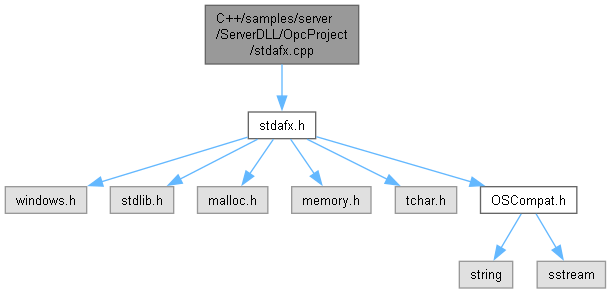 C++/samples/server
/ServerDLL/OpcProject
/stdafx.cpp
stdafx.h
windows.h
stdlib.h
malloc.h
memory.h
tchar.h
OSCompat.h
string
sstream